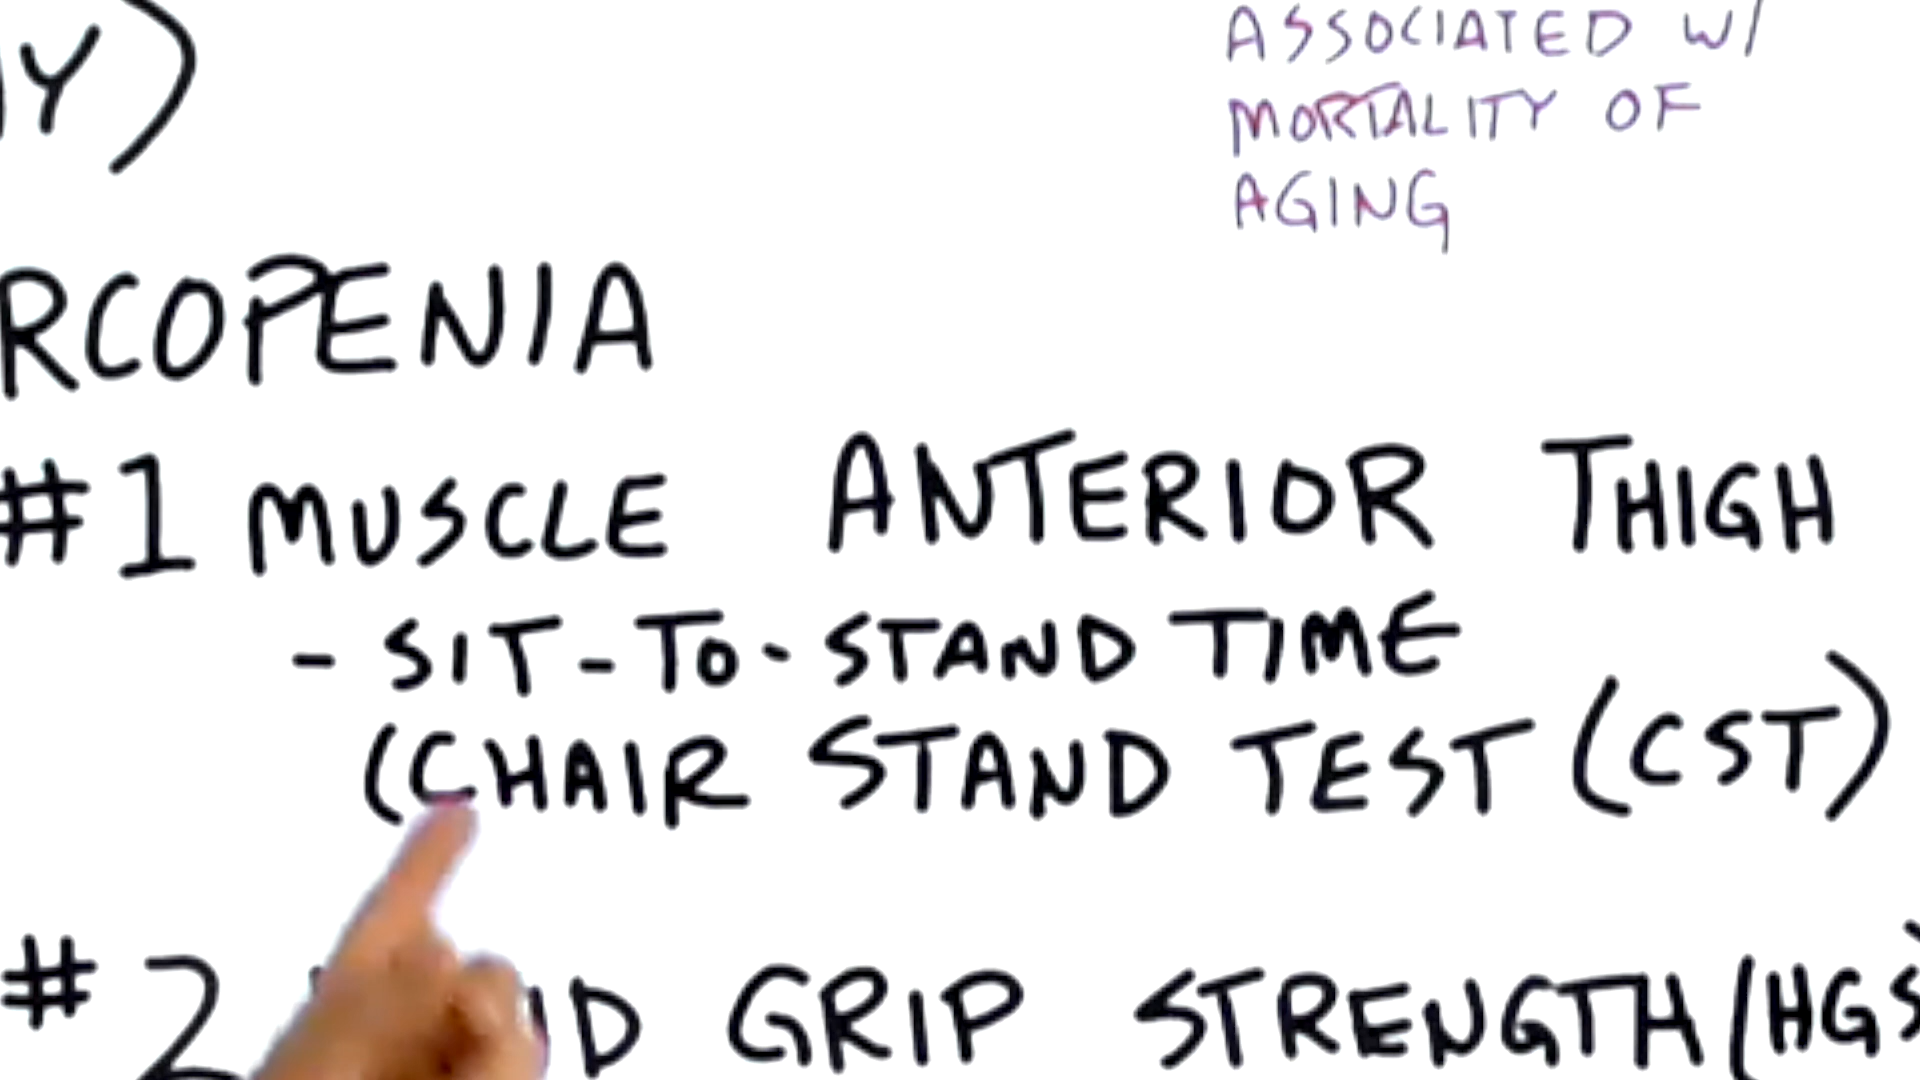 ASSOCIATED W/
MORTALITY OF
AGING
RCOPENIA
#1 MUSCLE ANTERIOR THIGH
- SIT-TO-STAND TIME
(CHAIR STAND TEST (CST)
#2 GRIP STRENGTH (HGS